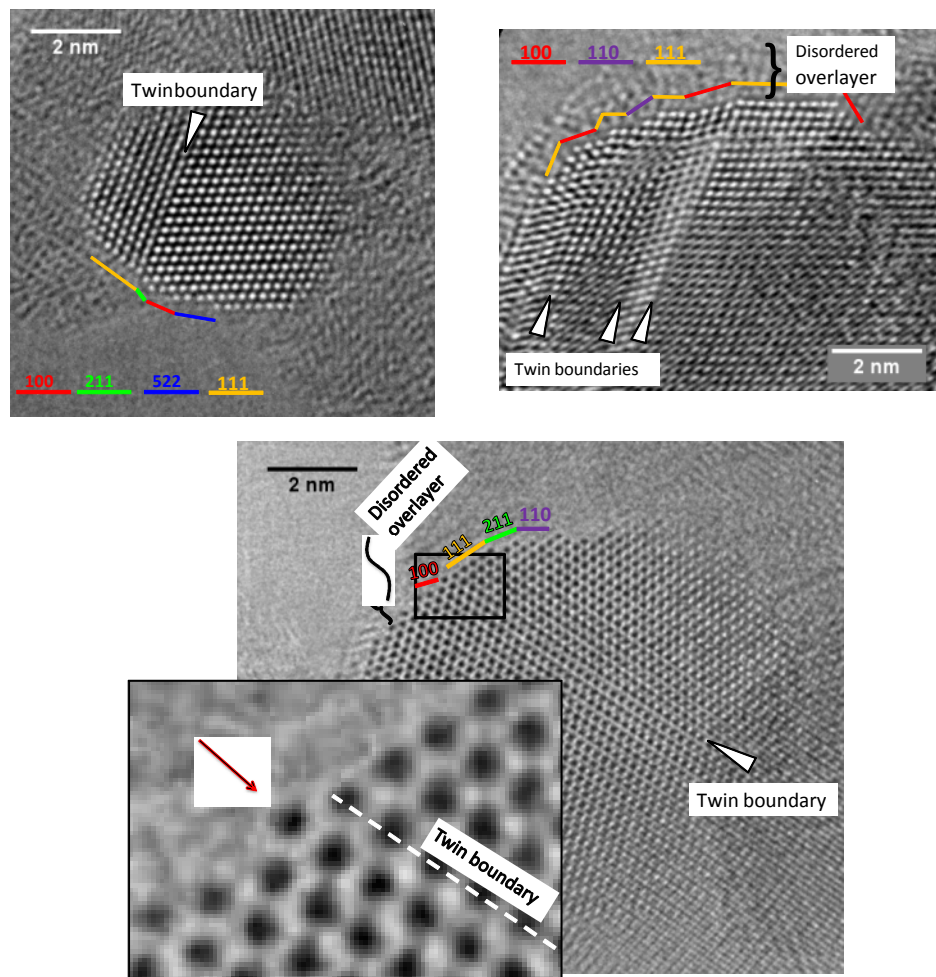 2 nm
Twinboundary
100 211 522 111
100 110 111
Disordered
overlayer
Twin boundaries
2 nm
2 nm
Disordered
overlayer
100
111
211
110
Twin boundary
Twin boundary